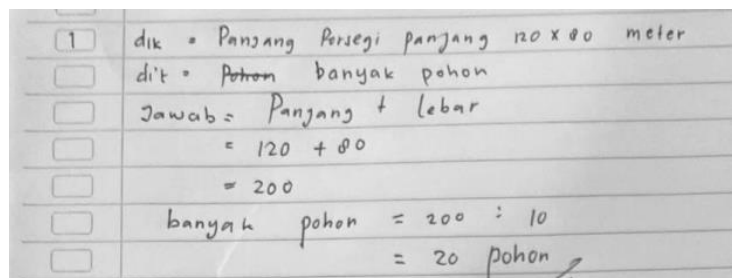 1 dik = Panjang Persegi panjang 120 x 80 meter
di't = Pohon banyak pohon
Jawab = Panjang + lebar
= 120 + 80
= 200
banyak pohon = 200 : 10
= 20 pohon